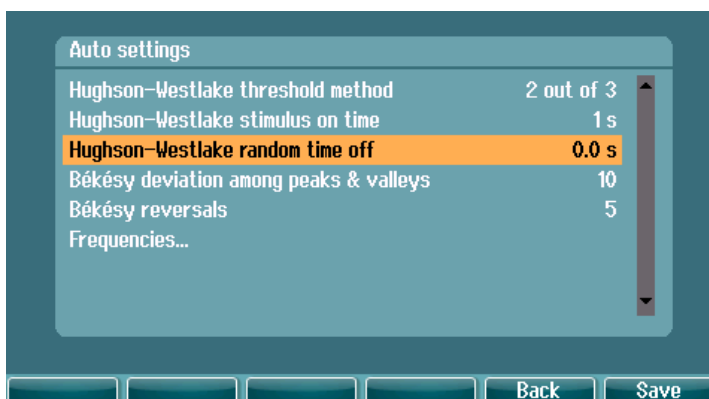 Auto settings
Hughson-Westlake threshold method 2 out of 3
Hughson-Westlake stimulus on time 1 s
Hughson-Westlake random time off 0.0 s
Békésy deviation among peaks & valleys 10
Békésy reversals 5
Frequencies...
Back Save